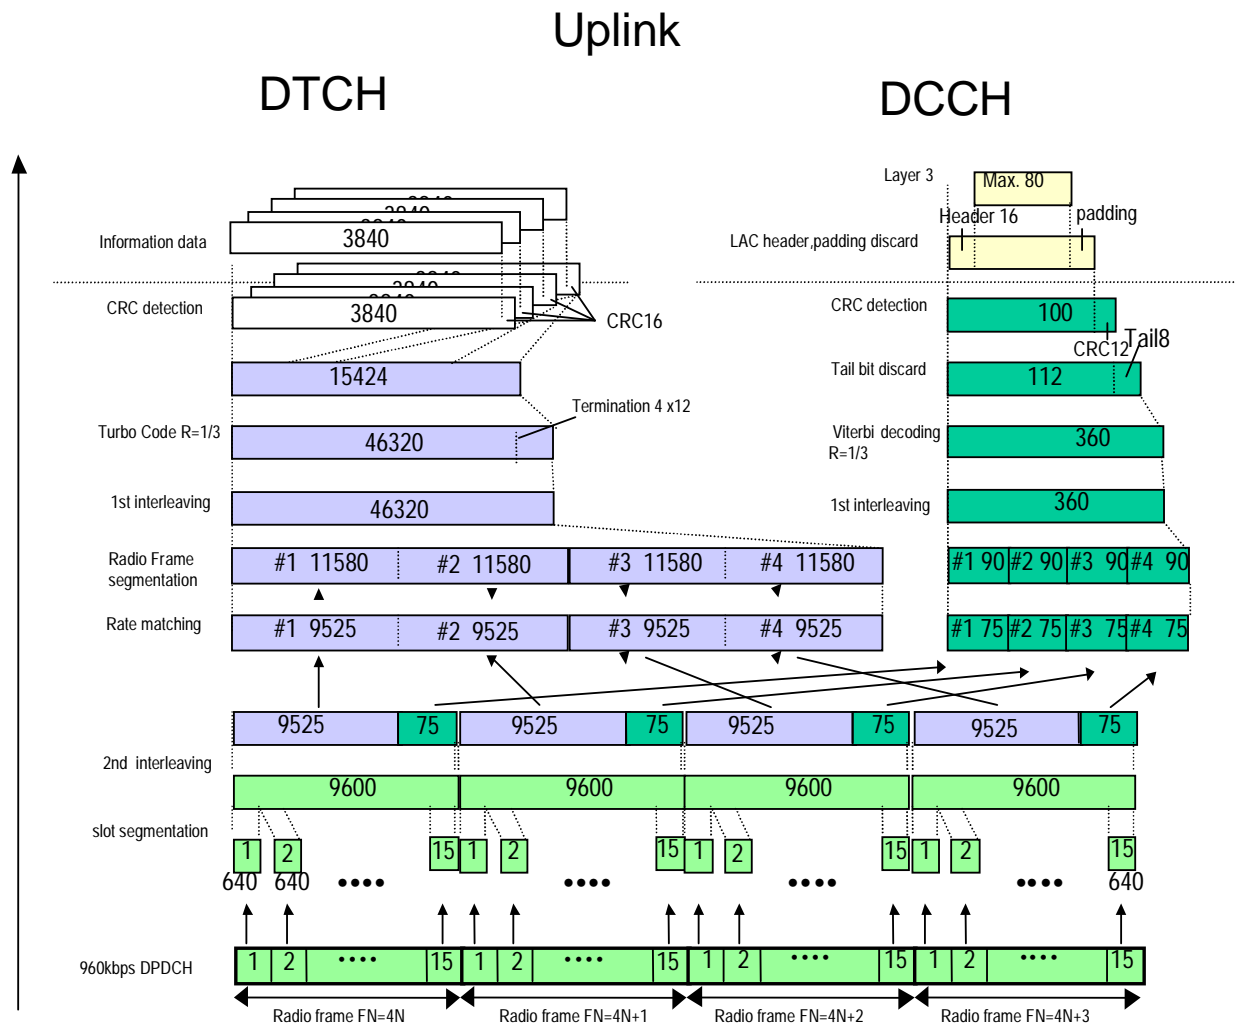 Uplink
DTCH
DCCH
Layer 3
Max. 80
Header 16
padding
Information data
3840
LAC header,padding discard
CRC detection
3840
CRC16
CRC detection
100
CRC12
Tail8
15424
Tail bit discard
112
Termination 4 x12
Turbo Code R=1/3
46320
Viterbi decoding
R=1/3
360
1st interleaving
46320
1st interleaving
360
Radio Frame
segmentation
#1 11580 #2 11580 #3 11580 #4 11580
#1 90 #2 90 #3 90 #4 90
Rate matching
#1 9525 #2 9525 #3 9525 #4 9525
#1 75 #2 75 #3 75 #4 75
9525 75 9525 75 9525 75 9525 75
2nd interleaving
9600 9600 9600 9600
slot segmentation
1 2 15 1 2 15 1 2 15 1 2 15
640 640 •••• •••• •••• •••• 640
960kbps DPDCH
1 2 •••• 15 1 2 •••• 15 1 2 •••• 15 1 2 •••• 15
Radio frame FN=4N Radio frame FN=4N+1 Radio frame FN=4N+2 Radio frame FN=4N+3